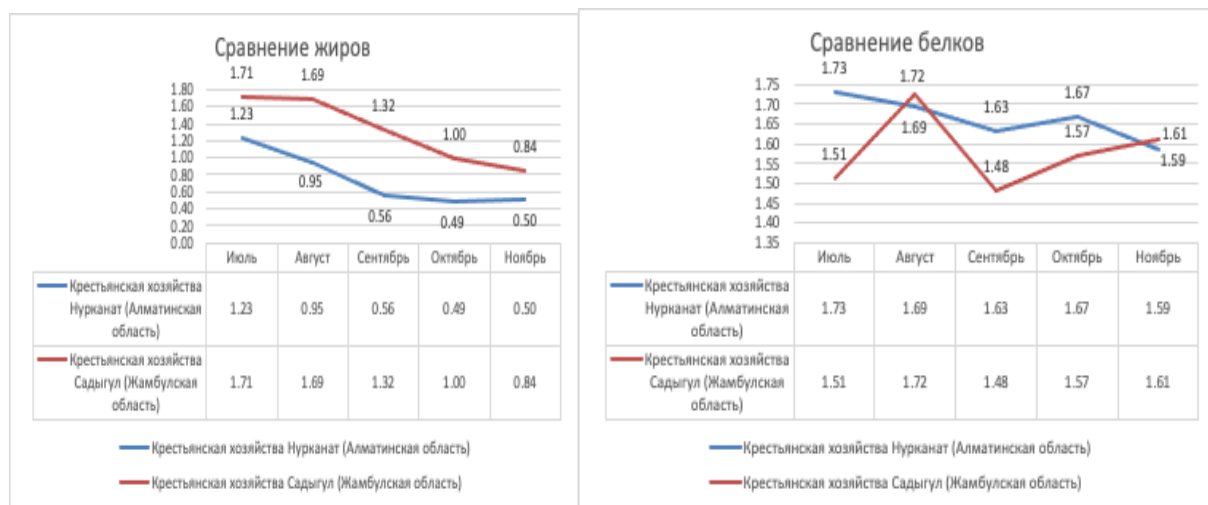 Сравнение жиров
1.71
1.69
1.80
1.60
1.40
1.20
1.00
0.80
0.60
0.40
0.20
0.00
1.23
1.32
1.00
0.84
0.95
0.56
0.49
0.50
Июль Август Сентябрь Октябрь Ноябрь
Крестьянская хозяйства
Нурканат (Алматинская
область)
1.23 0.95 0.56 0.49 0.50
Крестьянская хозяйства
Садыгул (Жамбулская
область)
1.71 1.69 1.32 1.00 0.84
Крестьянская хозяйства Нурканат (Алматинская область)
Крестьянская хозяйства Садыгул (Жамбулская область)
Сравнение белков
1.73
1.72
1.75
1.70
1.65
1.60
1.55
1.50
1.45
1.40
1.35
1.63
1.67
1.69
1.57
1.61
1.51
1.48
1.59
Июль Август Сентябрь Октябрь Ноябрь
Крестьянская хозяйства
Нурканат (Алматинская
область)
1.73 1.69 1.63 1.67 1.59
Крестьянская хозяйства
Садыгул (Жамбулская
область)
1.51 1.72 1.48 1.57 1.61
Крестьянская хозяйства Нурканат (Алматинская область)
Крестьянская хозяйства Садыгул (Жамбулская область)